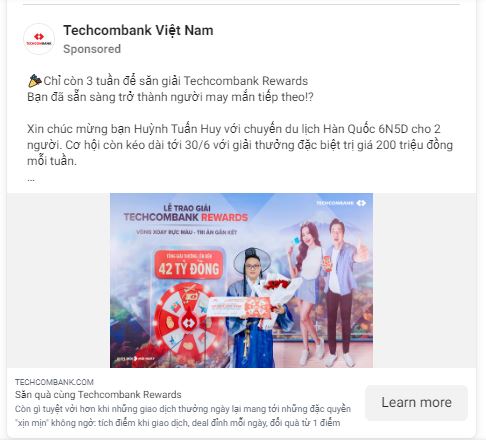 Techcombank Việt Nam
Sponsored
TECHCOMBANK
🎉Chỉ còn 3 tuần để săn giải Techcombank Rewards
Bạn đã sẵn sàng trở thành người may mắn tiếp theo!?
Xin chúc mừng bạn Huỳnh Tuấn Huy với chuyến du lịch Hàn Quốc 6N5D cho 2
người. Cơ hội còn kéo dài tới 30/6 với giải thưởng đặc biệt trị giá 200 triệu đồng
mỗi tuần.
...
TECHCOMBANK
LỄ TRAO GIẢI
TECHCOMBANK REWARDS
VÒNG XOAY RỰC MÀU - TRI ÂN GẮN KẾT
TỔNG GIẢI THƯỞNG LÊN ĐẾN
42 TỶ ĐỒNG
TECHCOMBANK.COM
Săn quà cùng Techcombank Rewards
Còn gì tuyệt vời hơn khi những giao dịch thường ngày lại mang tới những đặc quyền
"xịn mịn" không ngờ: tích điểm khi giao dịch, deal đỉnh mỗi ngày, đổi quà từ 1 điểm
Learn more